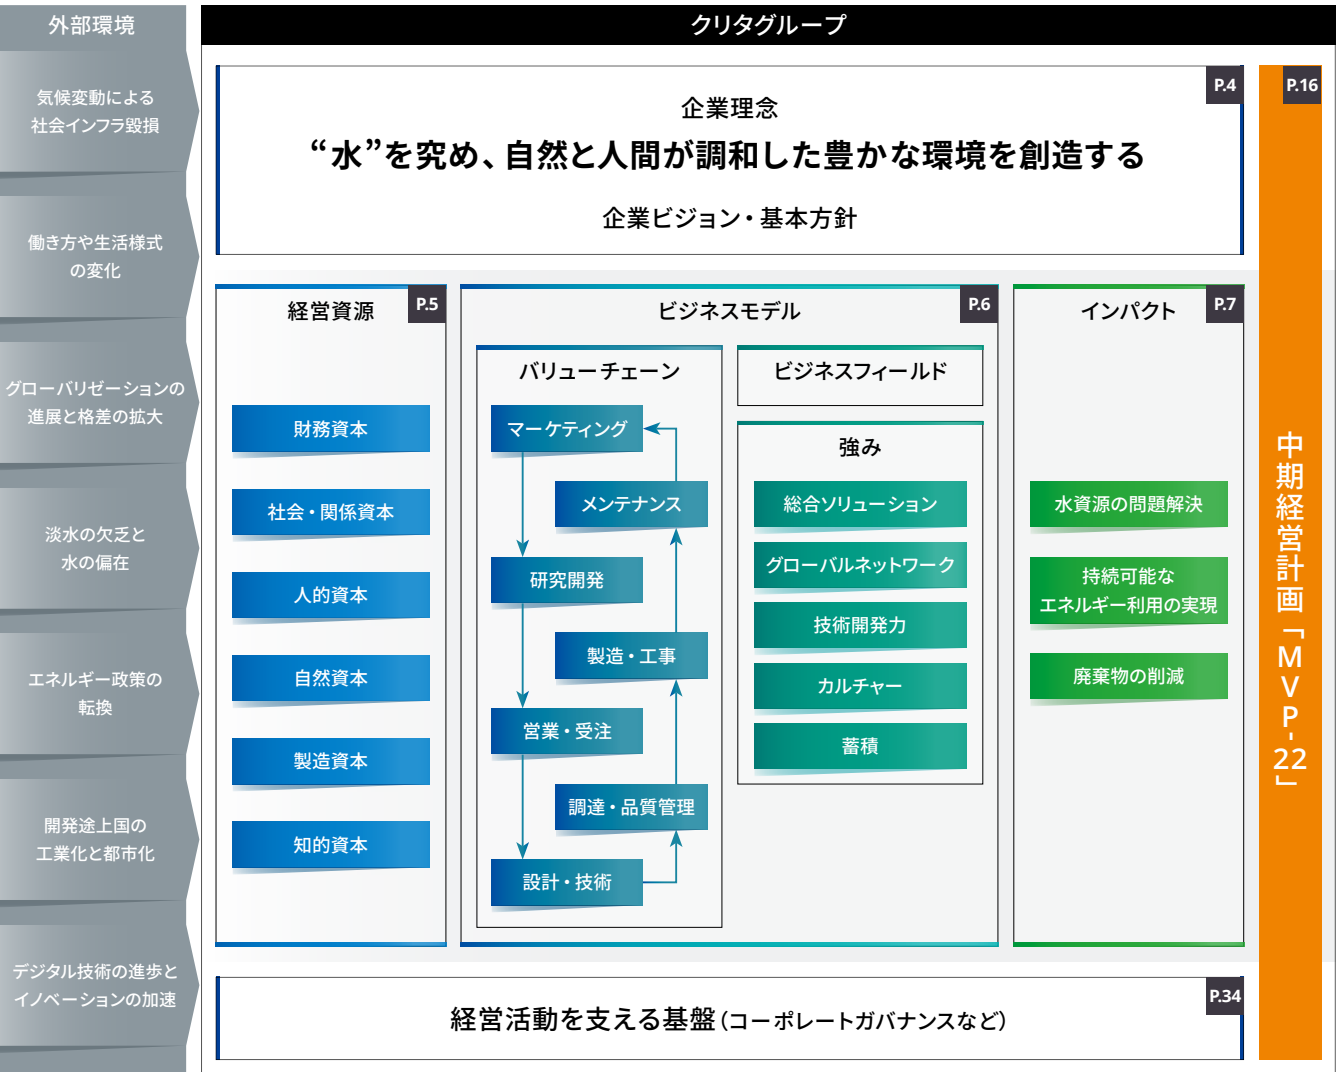 外部環境
気候変動による
社会インフラ毀損
働き方や生活様式
の変化
グローバリゼーションの
進展と格差の拡大
淡水の欠乏と
水の偏在
エネルギー政策の
転換
開発途上国の
工業化と都市化
デジタル技術の進歩と
イノベーションの加速
クリタグループ
P.4
企業理念
“水”を究め、自然と人間が調和した豊かな環境を創造する
企業ビジョン・基本方針
経営資源
P.5
財務資本
社会・関係資本
人的資本
自然資本
製造資本
知的資本
ビジネスモデル
P.6
バリューチェーン
マーケティング
メンテナンス
研究開発
製造・工事
営業・受注
調達・品質管理
設計・技術
ビジネスフィールド
強み
総合ソリューション
グローバルネットワーク
技術開発力
カルチャー
蓄積
インパクト
P.7
水資源の問題解決
持続可能な
エネルギー利用の実現
廃棄物の削減
経営活動を支える基盤(コーポレートガバナンスなど)
P.34
P.16
中期経営計画「MVP-22」